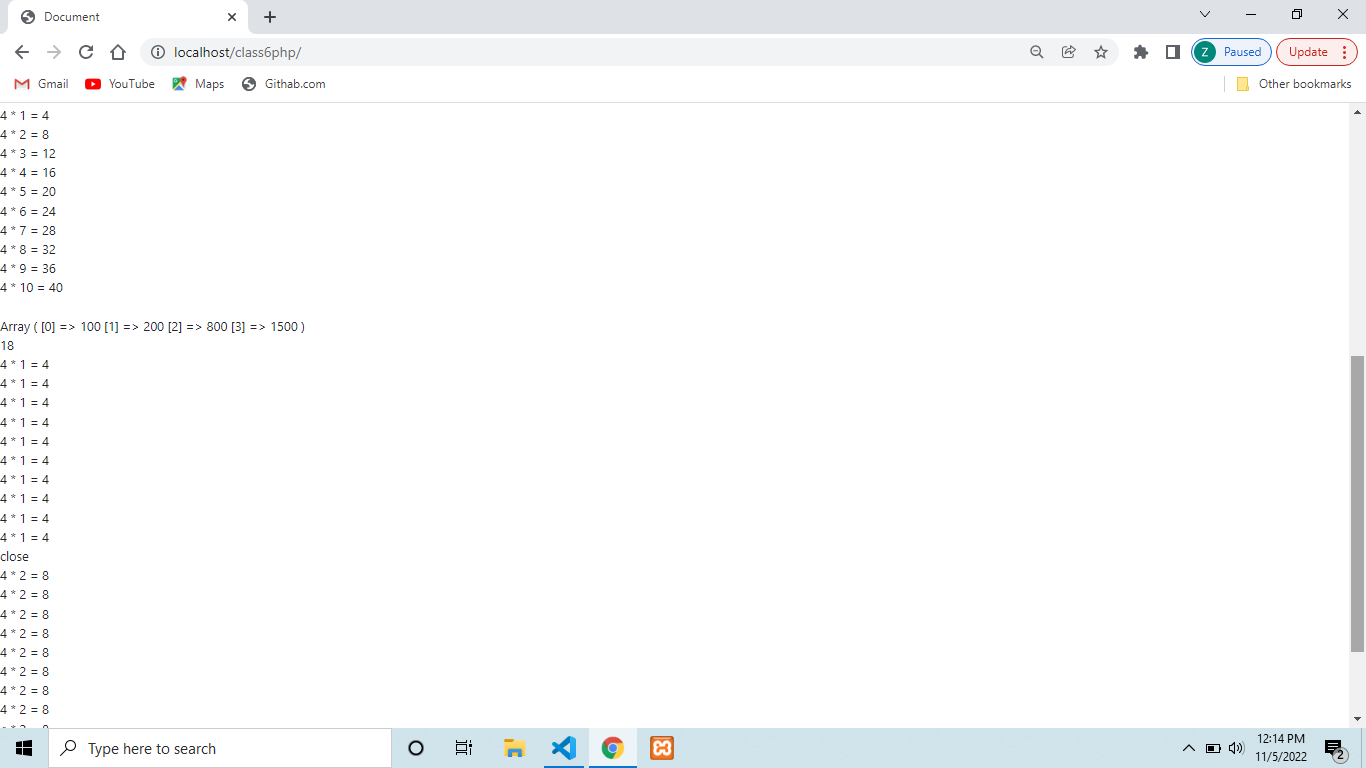 Document
localhost/class6php/
Z Paused
Update
Gmail YouTube Maps Githab.com Other bookmarks
4 * 1 = 4
4 * 2 = 8
4 * 3 = 12
4 * 4 = 16
4 * 5 = 20
4 * 6 = 24
4 * 7 = 28
4 * 8 = 32
4 * 9 = 36
4 * 10 = 40
Array ( [0] => 100 [1] => 200 [2] => 800 [3] => 1500 )
18
4 * 1 = 4
4 * 1 = 4
4 * 1 = 4
4 * 1 = 4
4 * 1 = 4
4 * 1 = 4
4 * 1 = 4
4 * 1 = 4
4 * 1 = 4
4 * 1 = 4
close
4 * 2 = 8
4 * 2 = 8
4 * 2 = 8
4 * 2 = 8
4 * 2 = 8
4 * 2 = 8
4 * 2 = 8
4 * 2 = 8
Type here to search
12:14 PM
11/5/2022
2